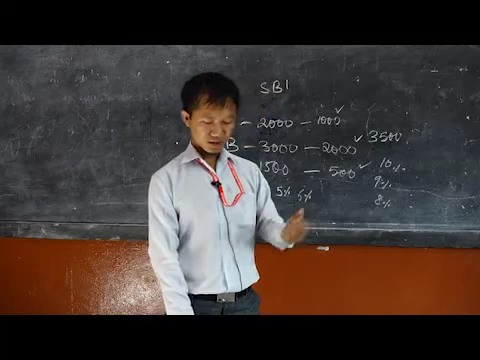 SBI
- 2000 - 1000 ✓
B - 3000 - 2000 ✓ 3500
1500 - 500 ✓ 10%
5% 6% 9%
8%